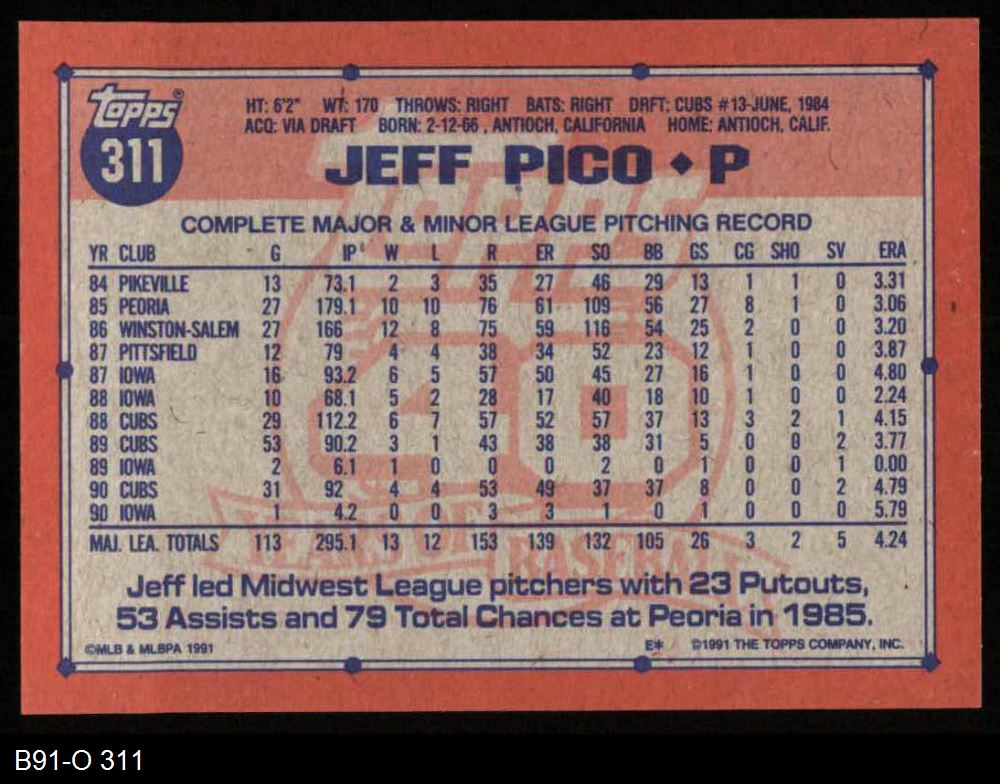 Topps®
311
HT: 6'2" WT: 170 THROWS: RIGHT BATS: RIGHT DRFT: CUBS #13-JUNE, 1984
ACQ: VIA DRAFT BORN: 2-12-66, ANTIOCH, CALIFORNIA HOME: ANTIOCH, CALIF.
JEFF PICO ◆ P
COMPLETE MAJOR & MINOR LEAGUE PITCHING RECORD
YR CLUB G IP W L R ER SO BB GS CG SHO SV ERA
84 PIKEVILLE 13 73.1 2 3 35 27 46 29 13 1 1 0 3.31
85 PEORIA 27 179.1 10 10 76 61 109 56 27 8 1 0 3.06
86 WINSTON-SALEM 27 166 12 8 75 59 116 54 25 2 0 0 3.20
87 PITTSFIELD 12 79 4 4 38 34 52 23 12 1 0 0 3.87
87 IOWA 16 93.2 6 5 57 50 45 27 16 1 0 0 4.80
88 IOWA 10 68.1 5 2 28 17 40 18 10 1 0 0 2.24
88 CUBS 29 112.2 6 7 57 52 57 37 13 3 2 1 4.15
89 CUBS 53 90.2 3 1 43 38 38 31 5 0 0 2 3.77
89 IOWA 2 6.1 1 0 0 0 2 0 1 0 0 1 0.00
90 CUBS 31 92 4 4 53 49 37 37 8 0 0 2 4.79
90 IOWA 1 4.2 0 0 3 3 1 0 1 0 0 0 5.79
MAJ. LEA. TOTALS 113 295.1 13 12 153 139 132 105 26 3 2 5 4.24
Topps
40
YEARS OF BASEBALL
Jeff led Midwest League pitchers with 23 Putouts,
53 Assists and 79 Total Chances at Peoria in 1985.
©MLB & MLBPA 1991 E* ©1991 THE TOPPS COMPANY, INC.
B91-O 311